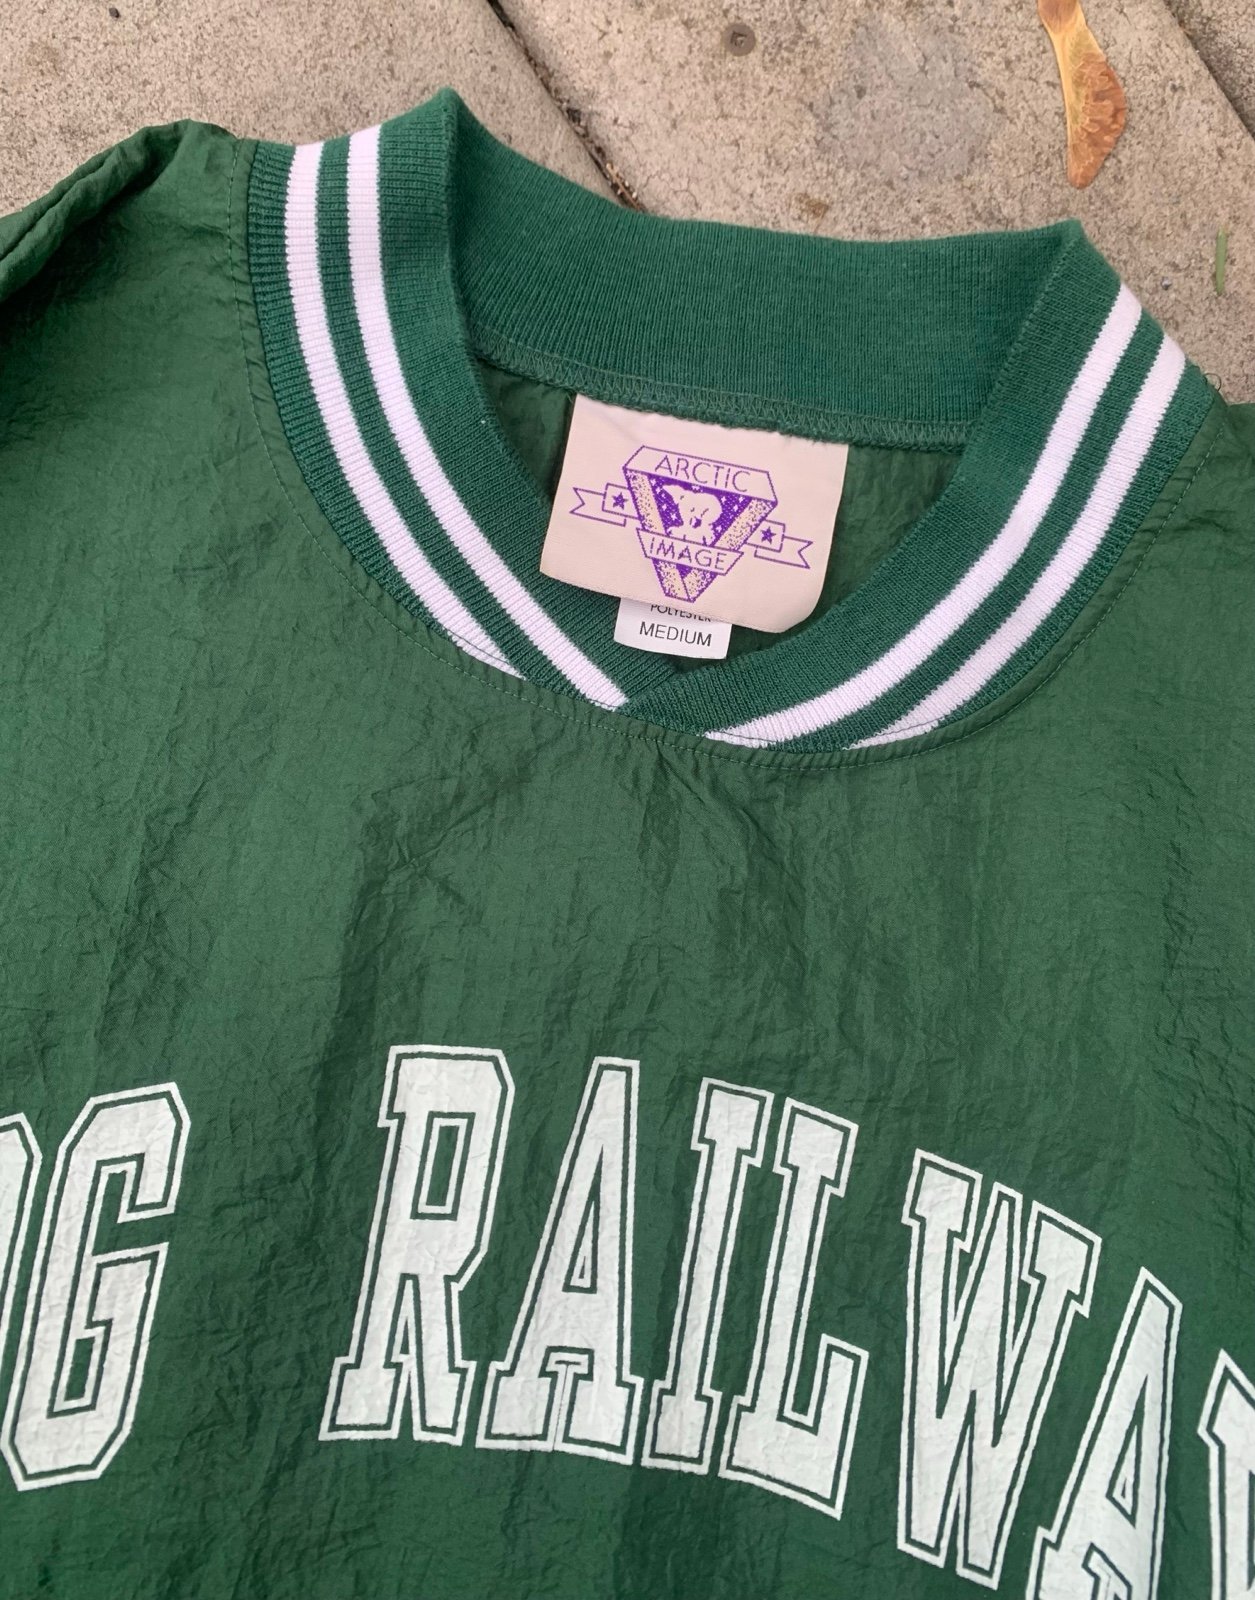 ARCTIC
IMAGE
POLYESTER
MEDIUM
RAILWA